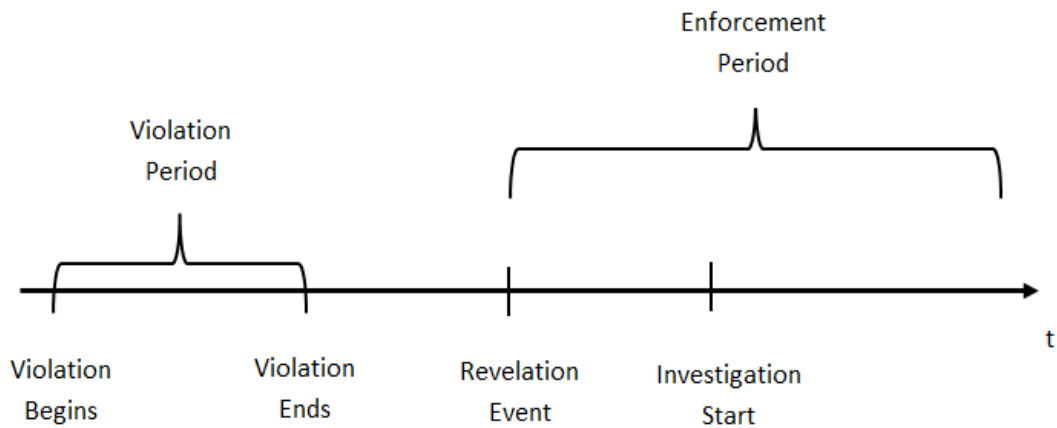 Enforcement
Period
Violation
Period
t
Violation
Begins
Violation
Ends
Revelation
Event
Investigation
Start